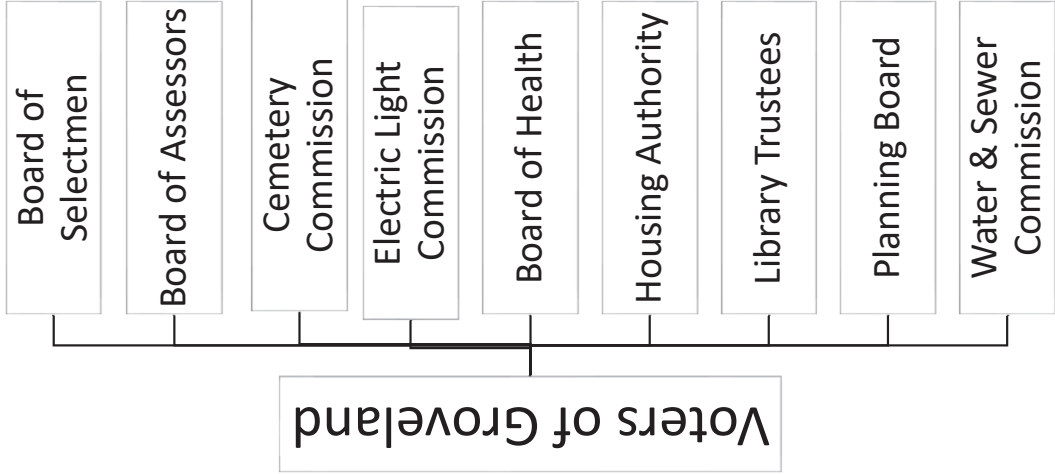 Board of
Selectmen
Board of Assessors
Cemetery
Commission
Electric Light
Commission
Board of Health
Housing Authority
Library Trustees
Planning Board
Water & Sewer
Commission
Voters of Groveland